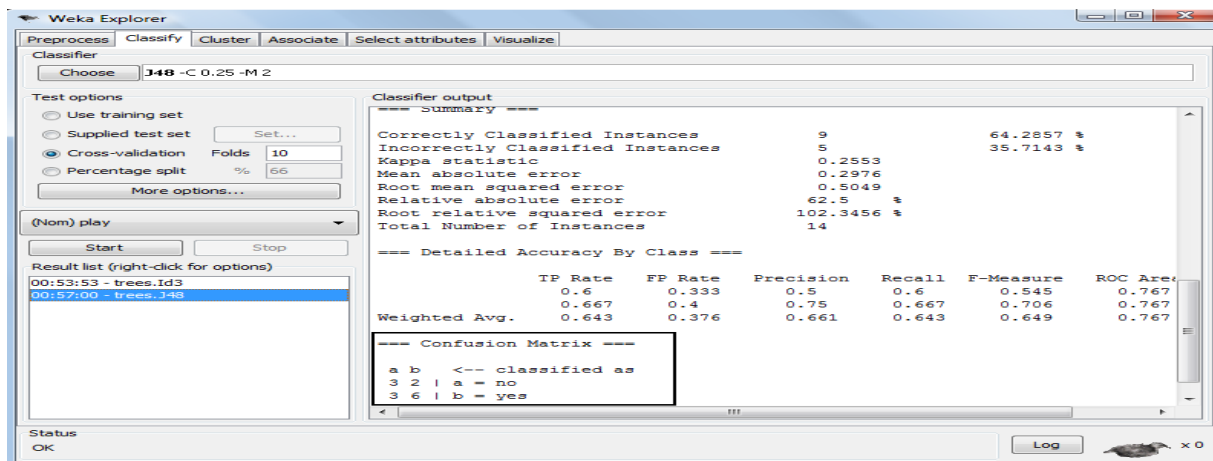 Weka Explorer
Preprocess Classify Cluster Associate Select attributes Visualize
Classifier
Choose J48 -C 0.25 -M 2
Test options
Use training set
Supplied test set Set...
Cross-validation Folds 10
Percentage split % 66
More options...
(Nom) play
Start Stop
Result list (right-click for options)
00:53:53 - trees.Id3
00:57:00 - trees.J48
Classifier output
=== Summary ===
Correctly Classified Instances 9 64.2857 %
Incorrectly Classified Instances 5 35.7143 %
Kappa statistic 0.2553
Mean absolute error 0.2976
Root mean squared error 0.5049
Relative absolute error 62.5 %
Root relative squared error 102.3456 %
Total Number of Instances 14
=== Detailed Accuracy By Class ===
TP Rate FP Rate Precision Recall F-Measure ROC Area
0.6 0.333 0.5 0.6 0.545 0.767
0.667 0.4 0.75 0.667 0.706 0.767
Weighted Avg. 0.643 0.376 0.661 0.643 0.649 0.767
=== Confusion Matrix ===
a b <-- classified as
3 2 | a = no
3 6 | b = yes
Status
OK
Log x 0